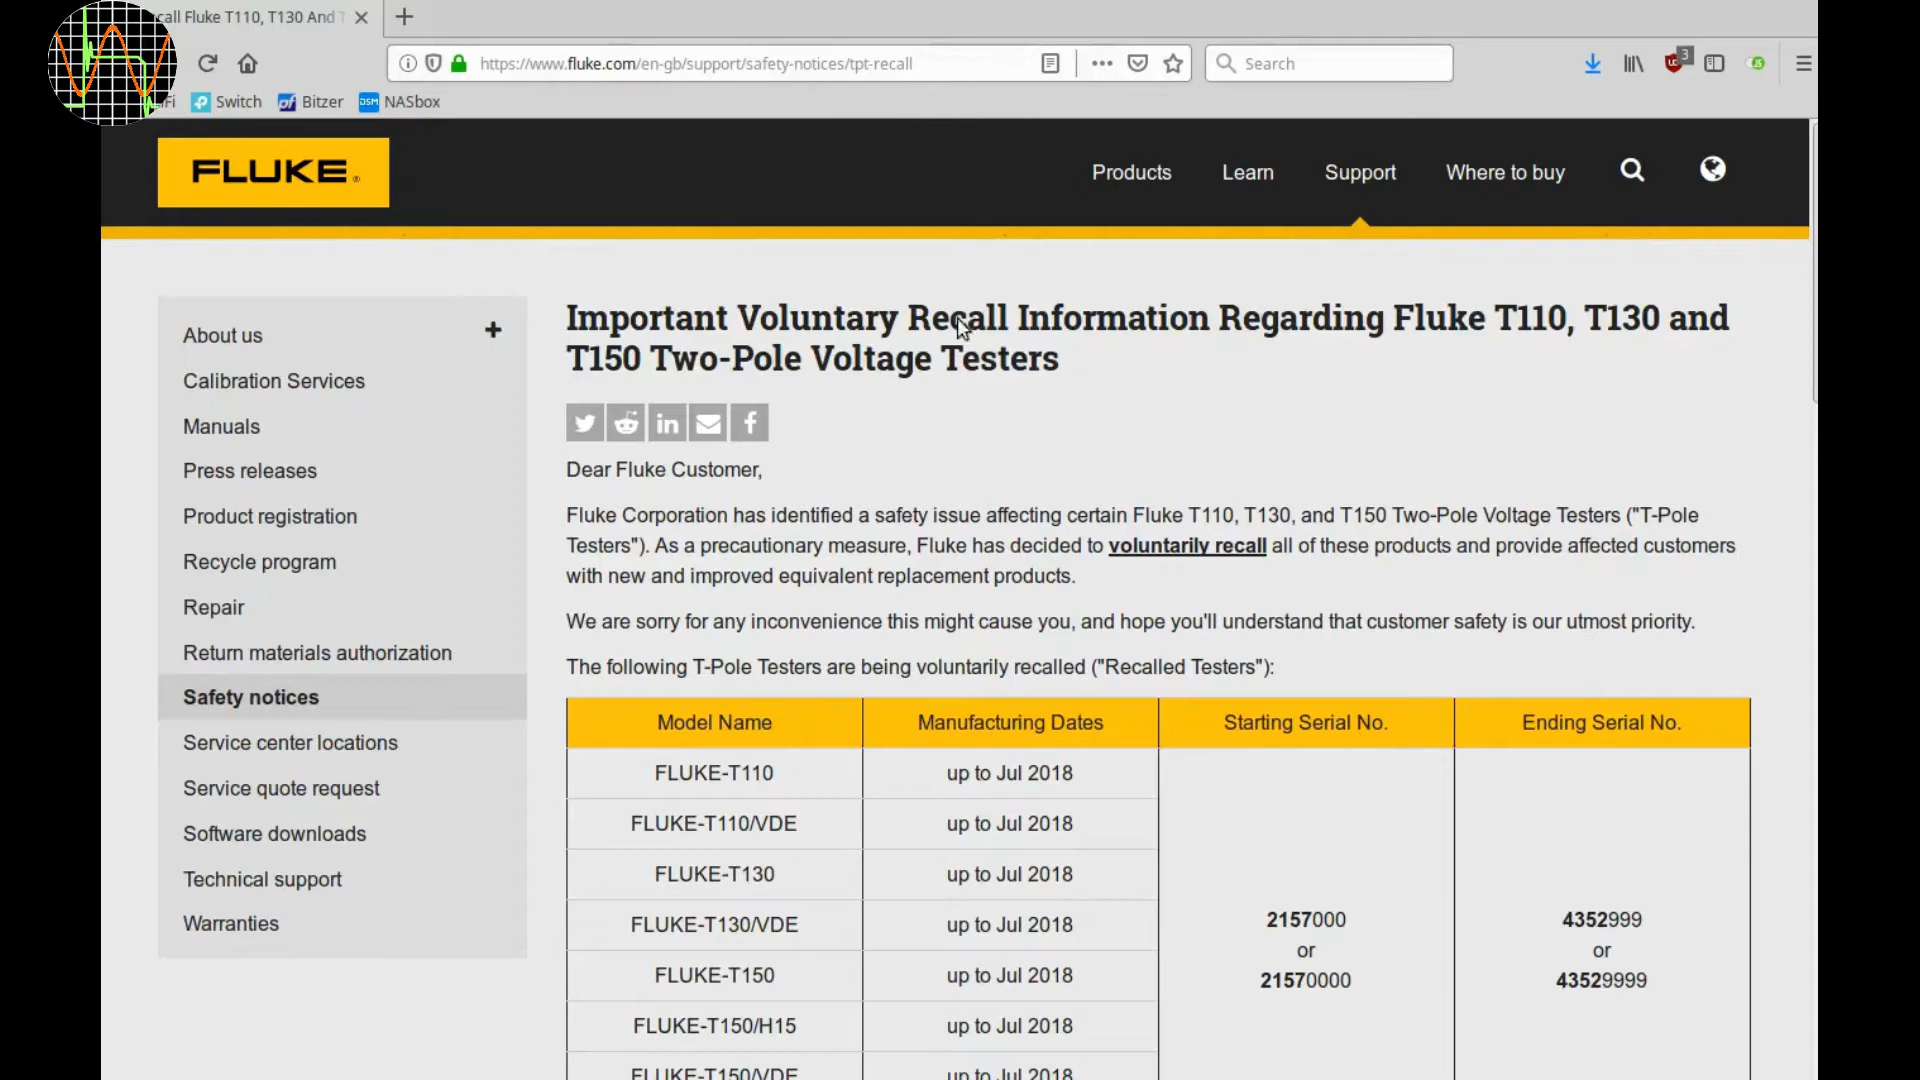 call Fluke T110, T130 And T
https://www.fluke.com/en-gb/support/safety-notices/tpt-recall
Search
3
Fi
Switch
Bitzer
DSM
NASbox
FLUKE®
Products
Learn
Support
Where to buy
About us
Calibration Services
Manuals
Press releases
Product registration
Recycle program
Repair
Return materials authorization
Safety notices
Service center locations
Service quote request
Software downloads
Technical support
Warranties
Important Voluntary Recall Information Regarding Fluke T110, T130 and
T150 Two-Pole Voltage Testers
Dear Fluke Customer,
Fluke Corporation has identified a safety issue affecting certain Fluke T110, T130, and T150 Two-Pole Voltage Testers ("T-Pole
Testers"). As a precautionary measure, Fluke has decided to voluntarily recall all of these products and provide affected customers
with new and improved equivalent replacement products.
We are sorry for any inconvenience this might cause you, and hope you'll understand that customer safety is our utmost priority.
The following T-Pole Testers are being voluntarily recalled ("Recalled Testers"):
Model Name Manufacturing Dates Starting Serial No. Ending Serial No.
FLUKE-T110 up to Jul 2018
FLUKE-T110/VDE up to Jul 2018
FLUKE-T130 up to Jul 2018
FLUKE-T130/VDE up to Jul 2018
2157000 4352999
or or
21570000 43529999
FLUKE-T150 up to Jul 2018
FLUKE-T150/H15 up to Jul 2018
FLUKE-T150/VDE up to Jul 2018